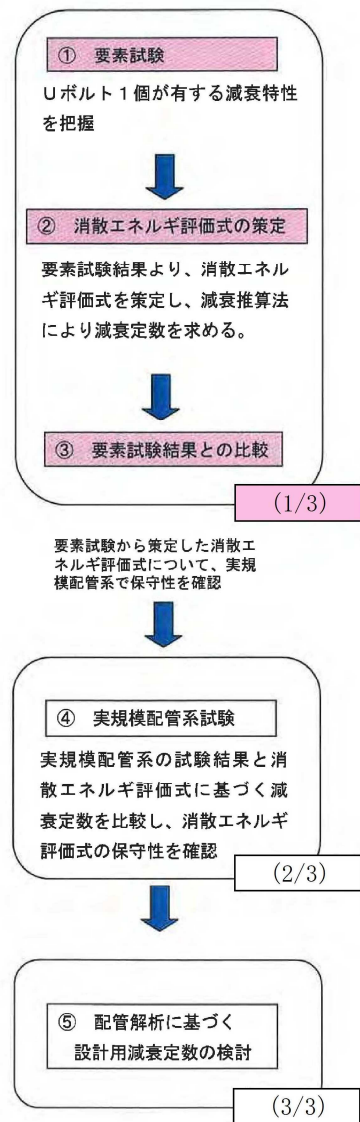 ① 要素試験
Uボルト1個が有する減衰特性
を把握
② 消散エネルギ評価式の策定
要素試験結果より、消散エネル
ギ評価式を策定し、減衰推算法
により減衰定数を求める。
③ 要素試験結果との比較
(1/3)
要素試験から策定した消散エ
ネルギ評価式について、実規
模配管系で保守性を確認
④ 実規模配管系試験
実規模配管系の試験結果と消
散エネルギ評価式に基づく減
衰定数を比較し、消散エネルギ
評価式の保守性を確認
(2/3)
⑤ 配管解析に基づく
設計用減衰定数の検討
(3/3)